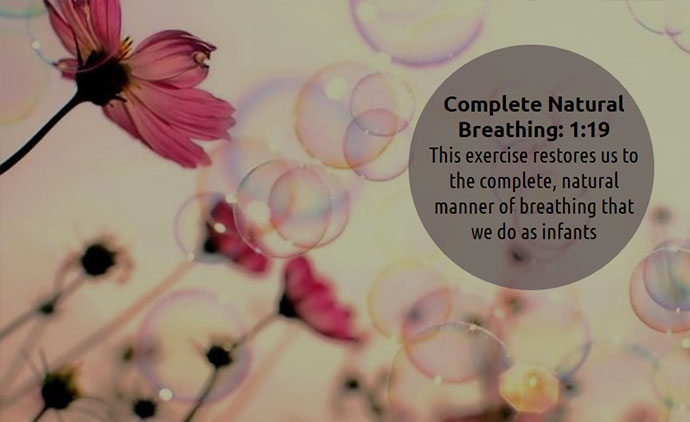 Complete Natural
Breathing: 1:19
This exercise restores us to
the complete, natural
manner of breathing that
we do as infants